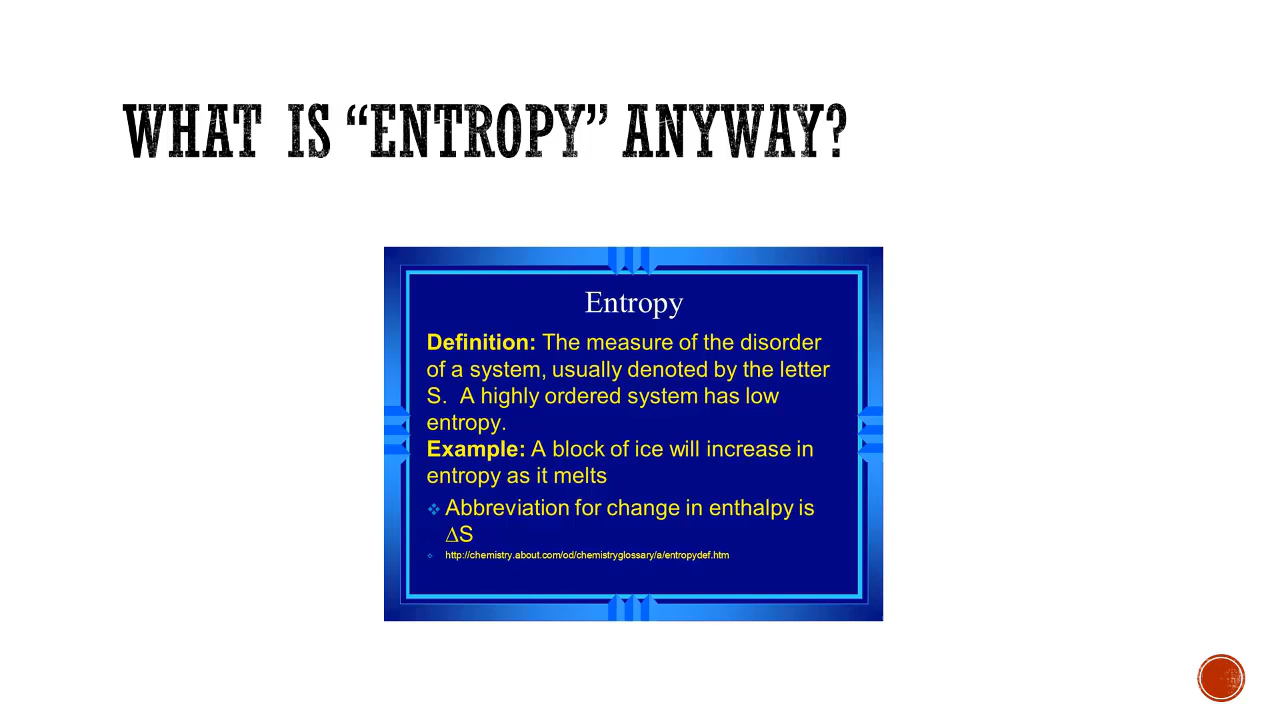 WHAT IS “ENTROPY” ANYWAY?
Entropy
Definition: The measure of the disorder
of a system, usually denoted by the letter
S. A highly ordered system has low
entropy.
Example: A block of ice will increase in
entropy as it melts
❖ Abbreviation for change in enthalpy is
∆S
❖ http://chemistry.about.com/od/chemistryglossary/a/entropydef.htm